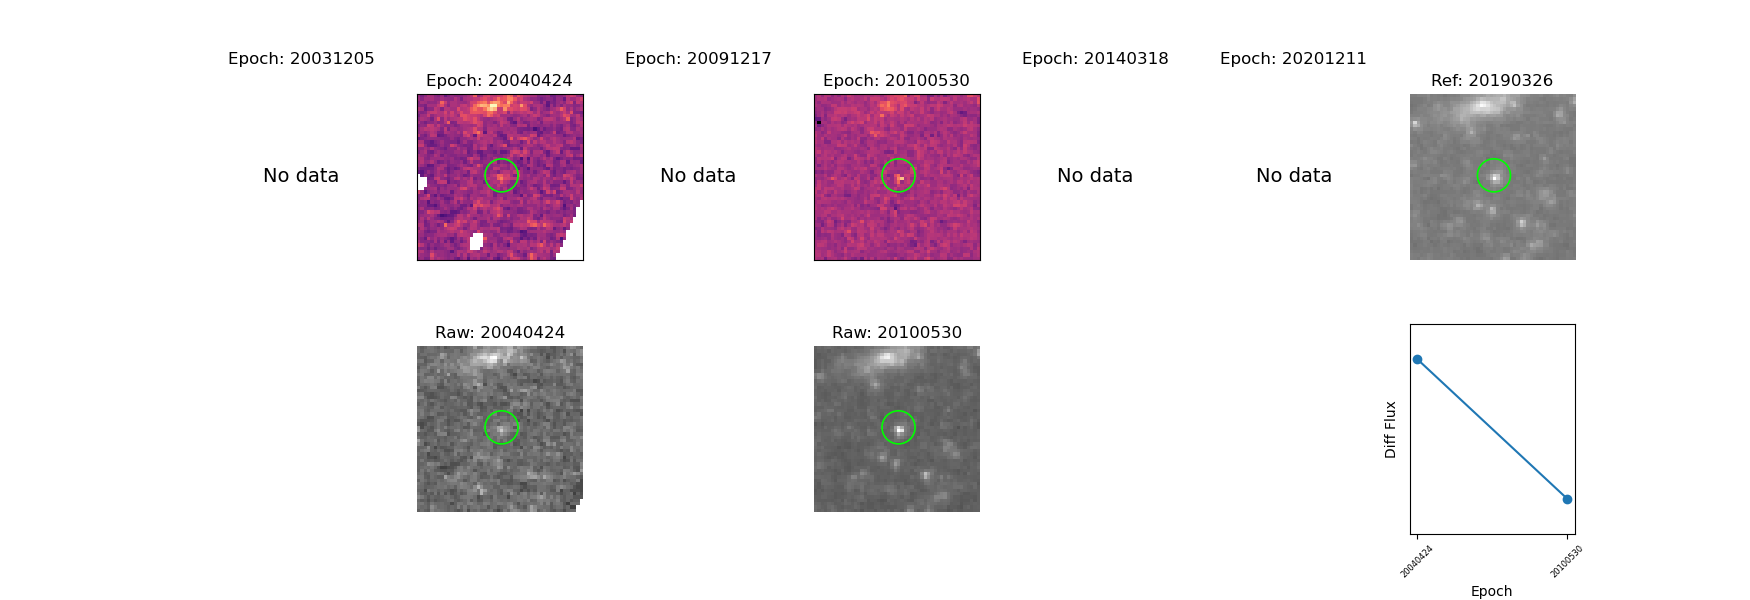 Epoch: 20031205
Epoch: 20091217
Epoch: 20140318
Epoch: 20201211
Epoch: 20040424
Epoch: 20100530
Ref: 20190326
No data
No data
No data
No data
Raw: 20040424
Raw: 20100530
Diff Flux
20040424
20100530
Epoch